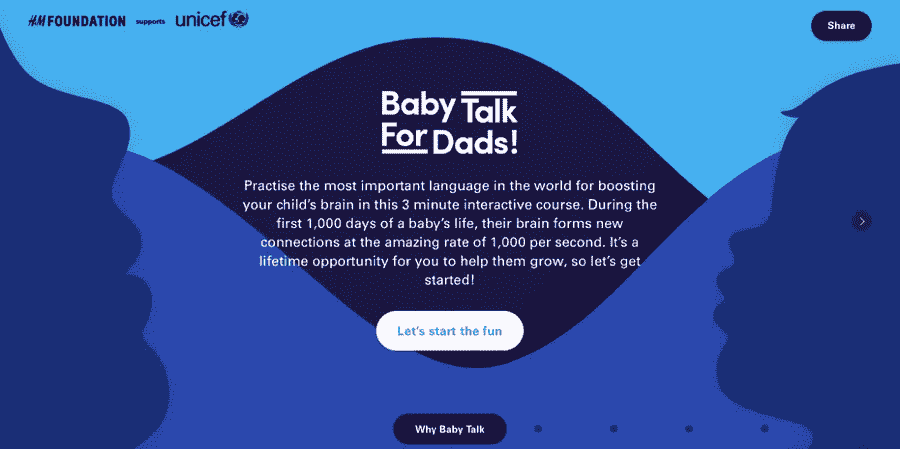 H&M FOUNDATION supports unicef
Share
Baby Talk
For Dads!
Practise the most important language in the world for boosting
your child's brain in this 3 minute interactive course. During the
first 1,000 days of a baby's life, their brain forms new
connections at the amazing rate of 1,000 per second. It's a
lifetime opportunity for you to help them grow, so let's get
started!
Let's start the fun
Why Baby Talk